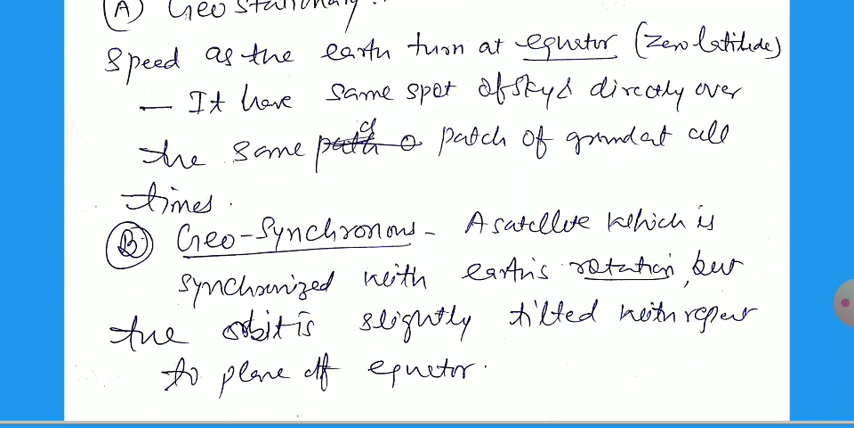 (A) Geo stationary :
speed as the earth turn at equator (zero latitude)
— It have same spot of sky & directly over
the same patch of ground at all
times.
(B) Geo-Synchronous - A satellite which is
synchronized with earth's rotation, but
the orbit is slightly tilted with repect
to plane of equator.